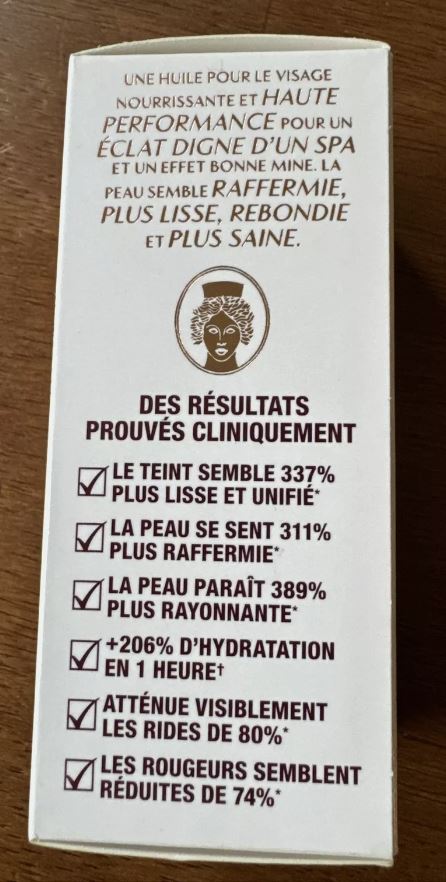 UNE HUILE POUR LE VISAGE
NOURRISSANTE ET HAUTE
PERFORMANCE POUR UN
ÉCLAT DIGNE D'UN SPA
ET UN EFFET BONNE MINE. LA
PEAU SEMBLE RAFFERMIE,
PLUS LISSE, REBONDIE
ET PLUS SAINE.
DES RÉSULTATS
PROUVÉS CLINIQUEMENT
LE TEINT SEMBLE 337%
PLUS LISSE ET UNIFIÉ*
LA PEAU SE SENT 311%
PLUS RAFFERMIE*
LA PEAU PARAÎT 389%
PLUS RAYONNANTE*
+206% D'HYDRATATION
EN 1 HEURE†
ATTÉNUE VISIBLEMENT
LES RIDES DE 80%*
LES ROUGEURS SEMBLENT
RÉDUITES DE 74%*